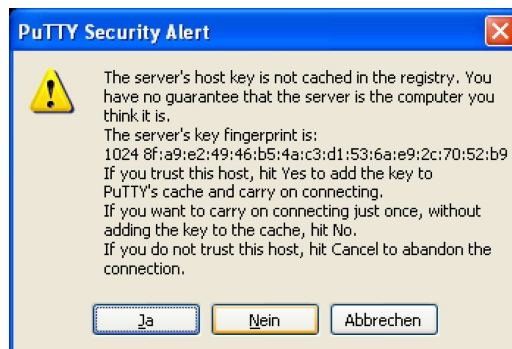 PuTTY Security Alert
The server's host key is not cached in the registry. You
have no guarantee that the server is the computer you
think it is.
The server's key fingerprint is:
1024 8f:a9:e2:49:46:b5:4a:c3:d1:53:6a:e9:2c:70:52:b9
If you trust this host, hit Yes to add the key to
PuTTY's cache and carry on connecting.
If you want to carry on connecting just once, without
adding the key to the cache, hit No.
If you do not trust this host, hit Cancel to abandon the
connection.
Ja Nein Abbrechen